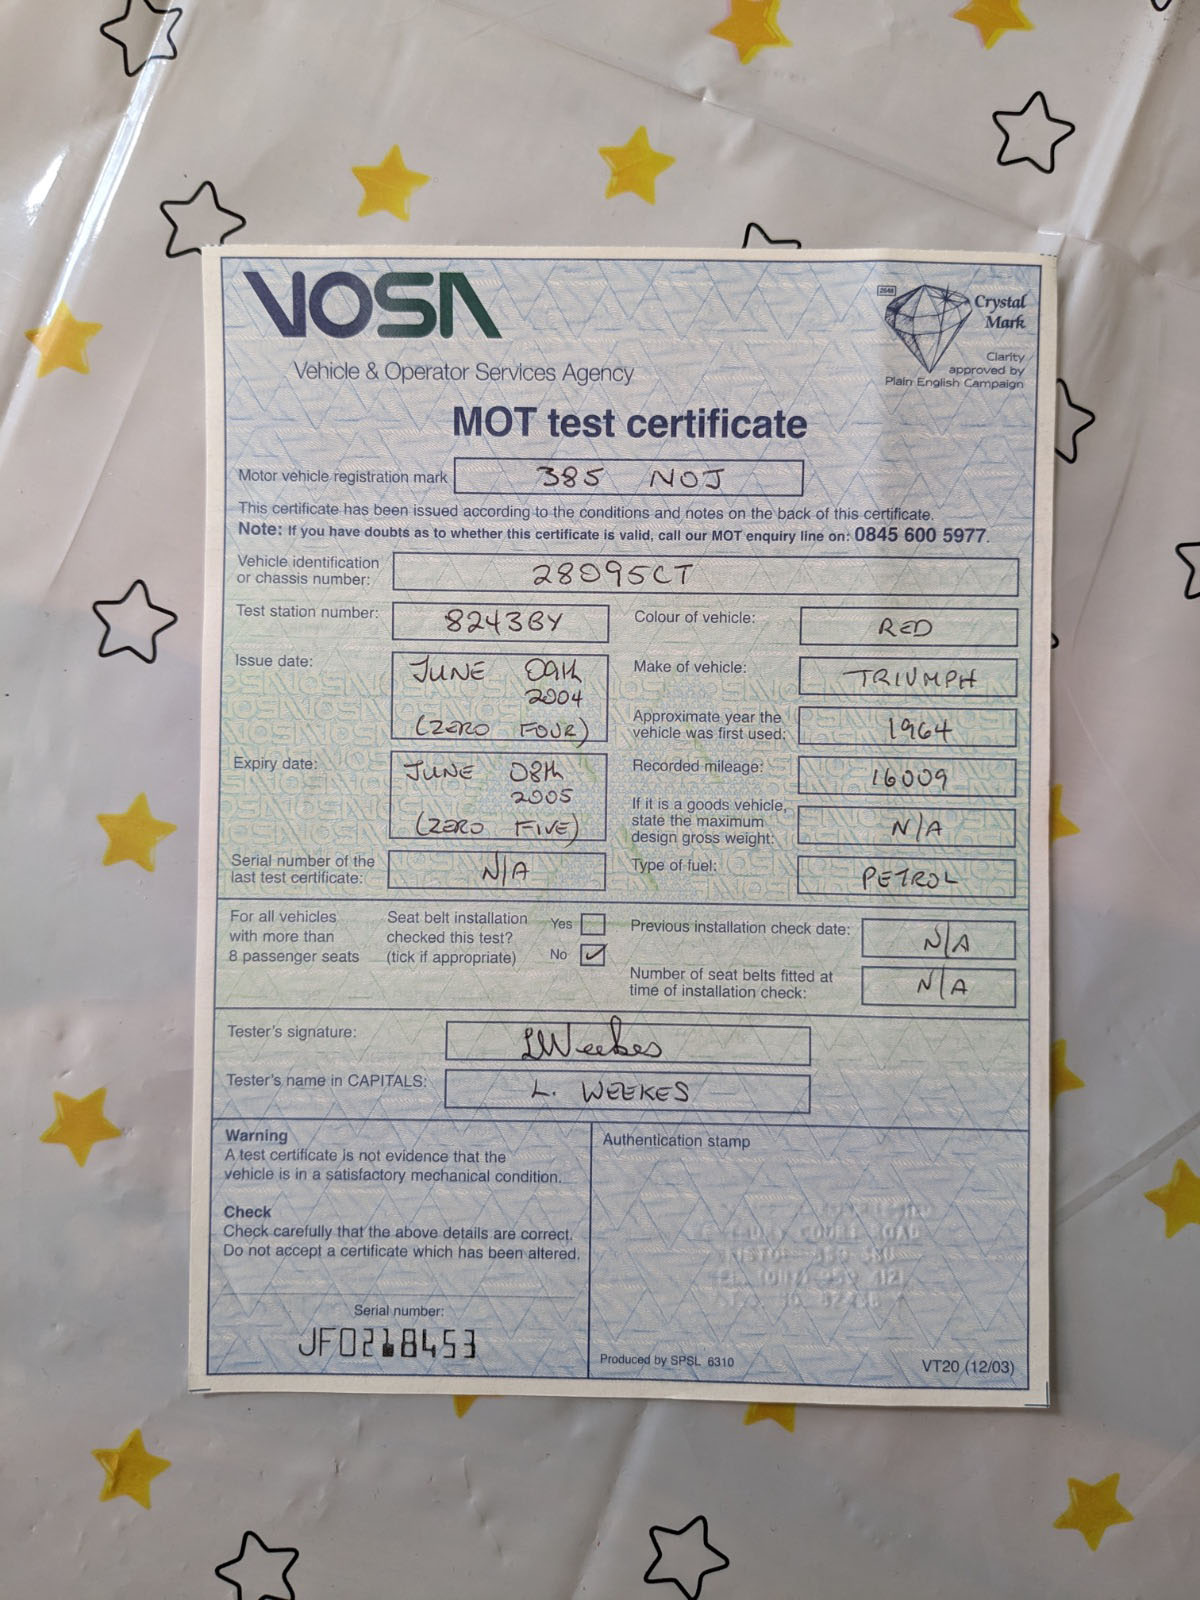 VOSA
Vehicle & Operator Services Agency
2648
Crystal
Mark
Clarity
approved by
Plain English Campaign
MOT test certificate
Motor vehicle registration mark 385 NOJ
This certificate has been issued according to the conditions and notes on the back of this certificate.
Note: If you have doubts as to whether this certificate is valid, call our MOT enquiry line on: 0845 600 5977.
Vehicle identification
or chassis number: 28095CT
Test station number: 8243BY
Colour of vehicle: RED
Issue date: JUNE 09th
2004
(ZERO FOUR)
Make of vehicle: TRIUMPH
Approximate year the
vehicle was first used: 1964
Expiry date: JUNE 08th
2005
(ZERO FIVE)
Recorded mileage: 16009
If it is a goods vehicle,
state the maximum
design gross weight: N/A
Serial number of the
last test certificate: N/A
Type of fuel: PETROL
For all vehicles
with more than
8 passenger seats
Seat belt installation
checked this test?
(tick if appropriate)
Yes
No
Previous installation check date: N/A
Number of seat belts fitted at
time of installation check: N/A
Tester's signature: LWeekes
Tester's name in CAPITALS: L. WEEKES
Warning
A test certificate is not evidence that the
vehicle is in a satisfactory mechanical condition.
Check
Check carefully that the above details are correct.
Do not accept a certificate which has been altered.
Serial number:
JF0218453
Authentication stamp
COURT ROAD
Produced by SPSL 6310
VT20 (12/03)